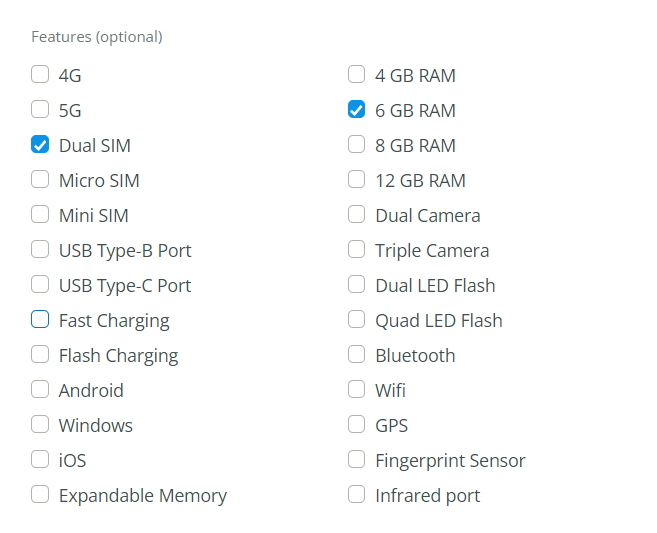 Features (optional)
4G
5G
Dual SIM
Micro SIM
Mini SIM
USB Type-B Port
USB Type-C Port
Fast Charging
Flash Charging
Android
Windows
iOS
Expandable Memory
4 GB RAM
6 GB RAM
8 GB RAM
12 GB RAM
Dual Camera
Triple Camera
Dual LED Flash
Quad LED Flash
Bluetooth
Wifi
GPS
Fingerprint Sensor
Infrared port